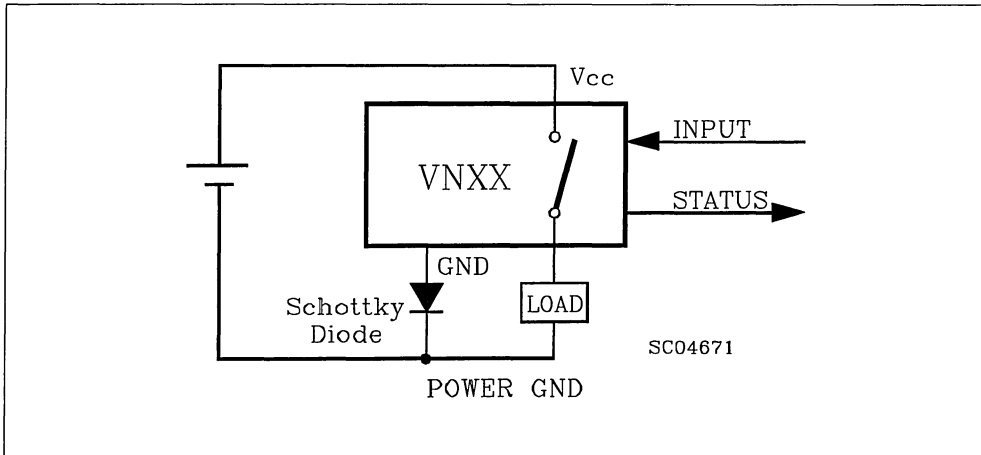 Vcc
INPUT
VNXX
STATUS
GND
Schottky
Diode
LOAD
SC04671
POWER GND